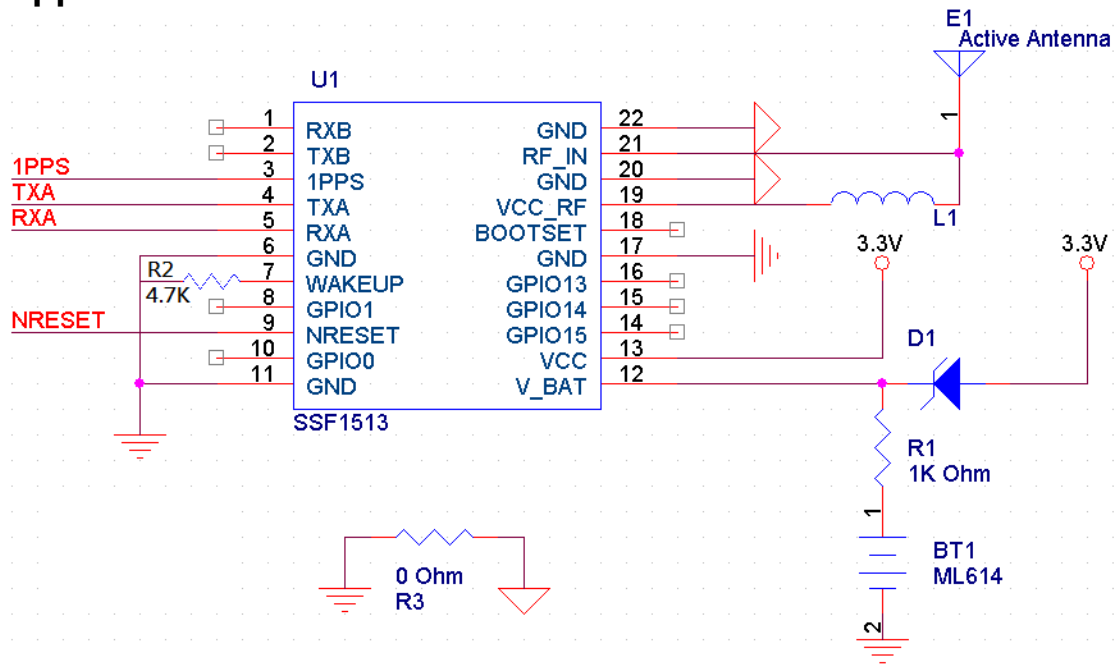 E1
Active Antenna
1
U1
1 RXB
2 TXB
1PPS 3 1PPS
TXA 4 TXA
RXA 5 RXA
6 GND
R2 7 WAKEUP
4.7K 8 GPIO1
NRESET 9 NRESET
10 GPIO0
11 GND
GND 22
RF_IN 21
GND 20
VCC_RF 19
BOOTSET 18
GND 17
GPIO13 16
GPIO14 15
GPIO15 14
VCC 13
V_BAT 12
SSF1513
L1
3.3V
3.3V
D1
R1
1K Ohm
1
BT1
ML614
2
0 Ohm
R3